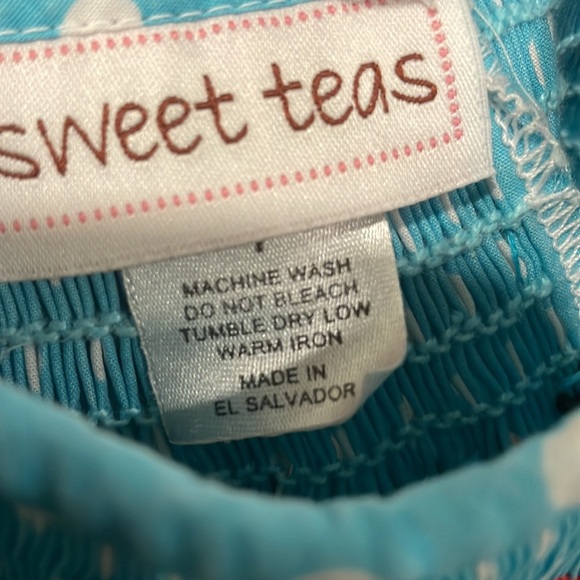 sweet teas
MACHINE WASH
DO NOT BLEACH
TUMBLE DRY LOW
WARM IRON
MADE IN
EL SALVADOR